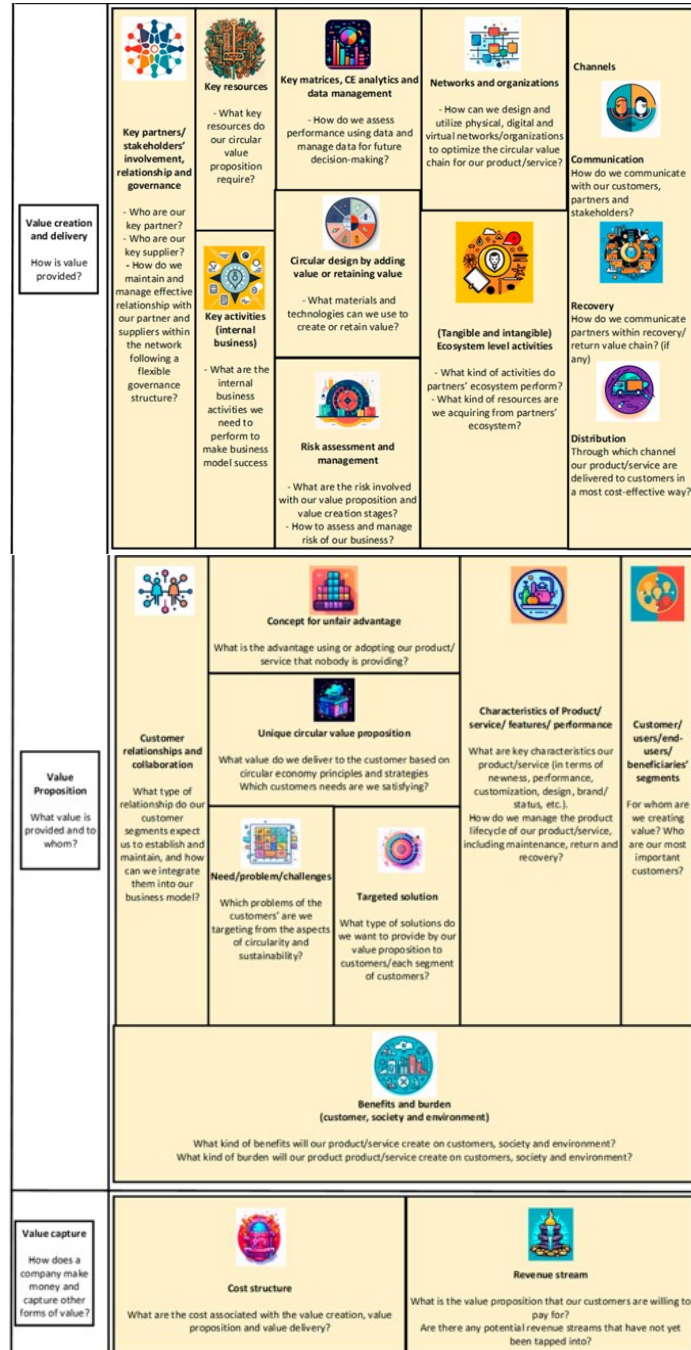 Value creation
and delivery
How is value
provided?
Key partners/
stakeholders'
involvement,
relationship and
governance
- Who are our
key partner?
- Who are our
key supplier?
- How do we
maintain and
manage effective
relationship with
our partner and
suppliers within
the network
following a
flexible
governance
structure?
Key resources
- What key
resources do
our circular
value
proposition
require?
Key activities
(internal
business)
- What are the
internal
business
activities we
need to
perform to
make business
model success
Key matrices, CE analytics and
data management
- How do we assess
performance using data and
manage data for future
decision-making?
Circular design by adding
value or retaining value
- What materials and
technologies can we use to
create or retain value?
Risk assessment and
management
- What are the risk involved
with our value proposition and
value creation stages?
- How to assess and manage
risk of our business?
Networks and organizations
- How can we design and
utilize physical, digital and
virtual networks/organizations
to optimize the circular value
chain for our product/service?
(Tangible and intangible)
Ecosystem level activities
- What kind of activities do
partners' ecosystem perform?
- What kind of resources are
we acquiring from partners'
ecosystem?
Channels
Communication
How do we communicate
with our customers,
partners and
stakeholders?
Recovery
How do we communicate
partners within recovery/
return value chain? (if
any)
Distribution
Through which channel
our product/service are
delivered to customers in
a most cost-effective way?
Value
Proposition
What value is
provided and to
whom?
Customer
relationships and
collaboration
What type of
relationship do our
customer
segments expect
us to establish and
maintain, and how
can we integrate
them into our
business model?
Concept for unfair advantage
What is the advantage using or adopting our product/
service that nobody is providing?
Unique circular value proposition
What value do we deliver to the customer based on
circular economy principles and strategies
Which customers needs are we satisfying?
Need/problem/challenges
Which problems of the
customers' are we
targeting from the aspects
of circularity and
sustainability?
Targeted solution
What type of solutions do
we want to provide by our
value proposition to
customers/each segment
of customers?
Characteristics of Product/
service/ features/ performance
What are key characteristics our
product/service (in terms of
newness, performance,
customization, design, brand/
status, etc.).
How do we manage the product
lifecycle of our product/service,
including maintenance, return and
recovery?
Customer/
users/end-
users/
beneficiaries'
segments
For whom are
we creating
value? Who
are our most
important
customers?
Benefits and burden
(customer, society and environment)
What kind of benefits will our product/service create on customers, society and environment?
What kind of burden will our product product/service create on customers, society and environment?
Value capture
How does a
company make
money and
capture other
forms of value?
Cost structure
What are the cost associated with the value creation, value
proposition and value delivery?
Revenue stream
What is the value proposition that our customers are willing to
pay for?
Are there any potential revenue streams that have not yet
been tapped into?